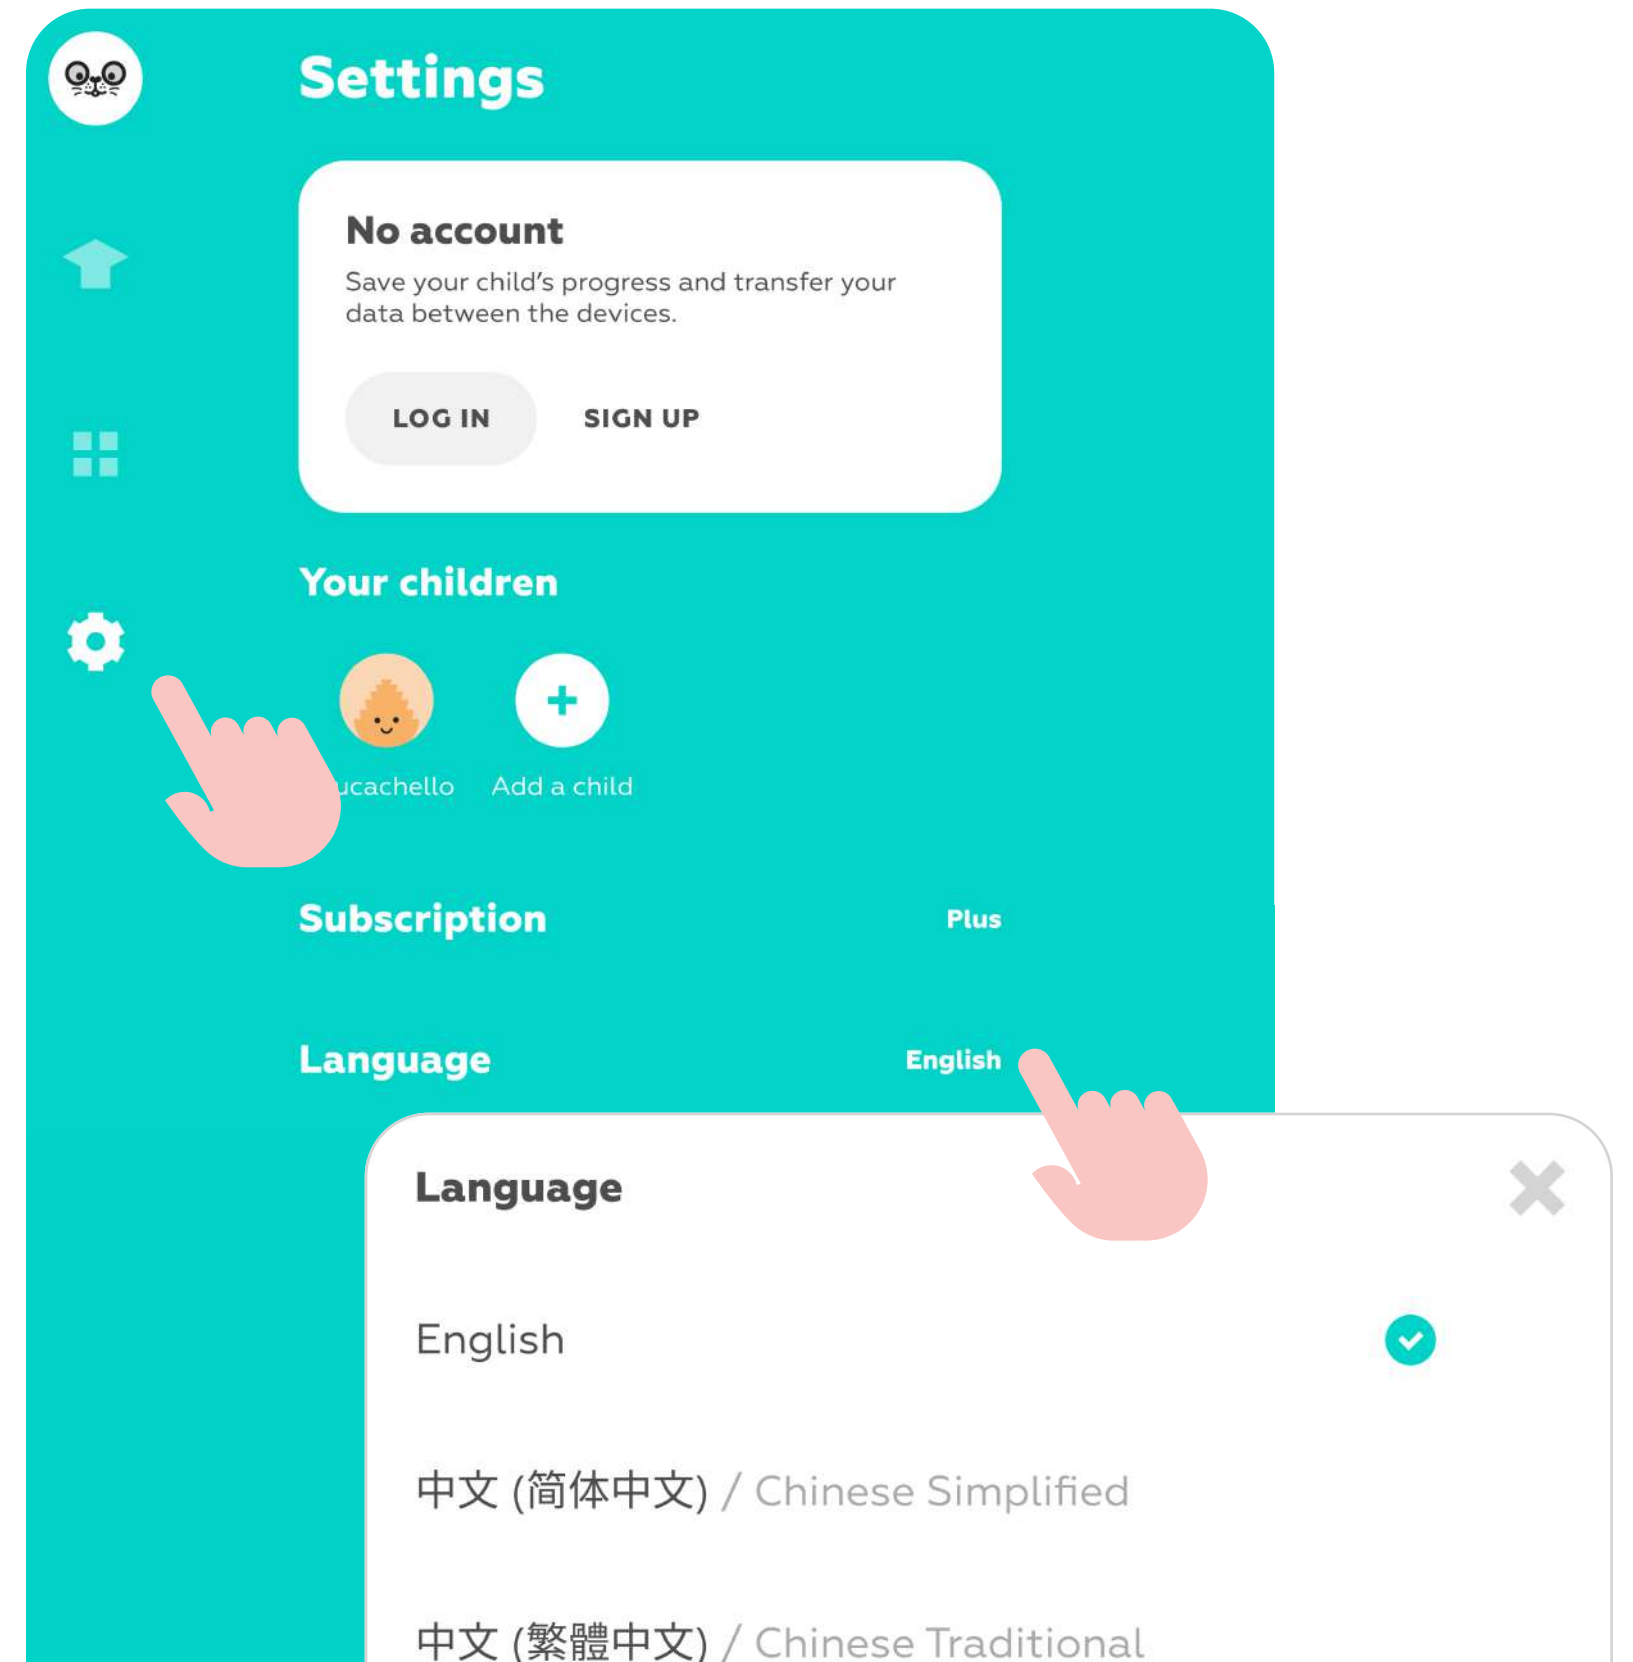 Settings
No account
Save your child's progress and transfer your
data between the devices.
LOG IN SIGN UP
Your children
Add a child
Subscription Plus
Language English
Language
English
中文 (简体中文) / Chinese Simplified
中文 (繁體中文) / Chinese Traditional